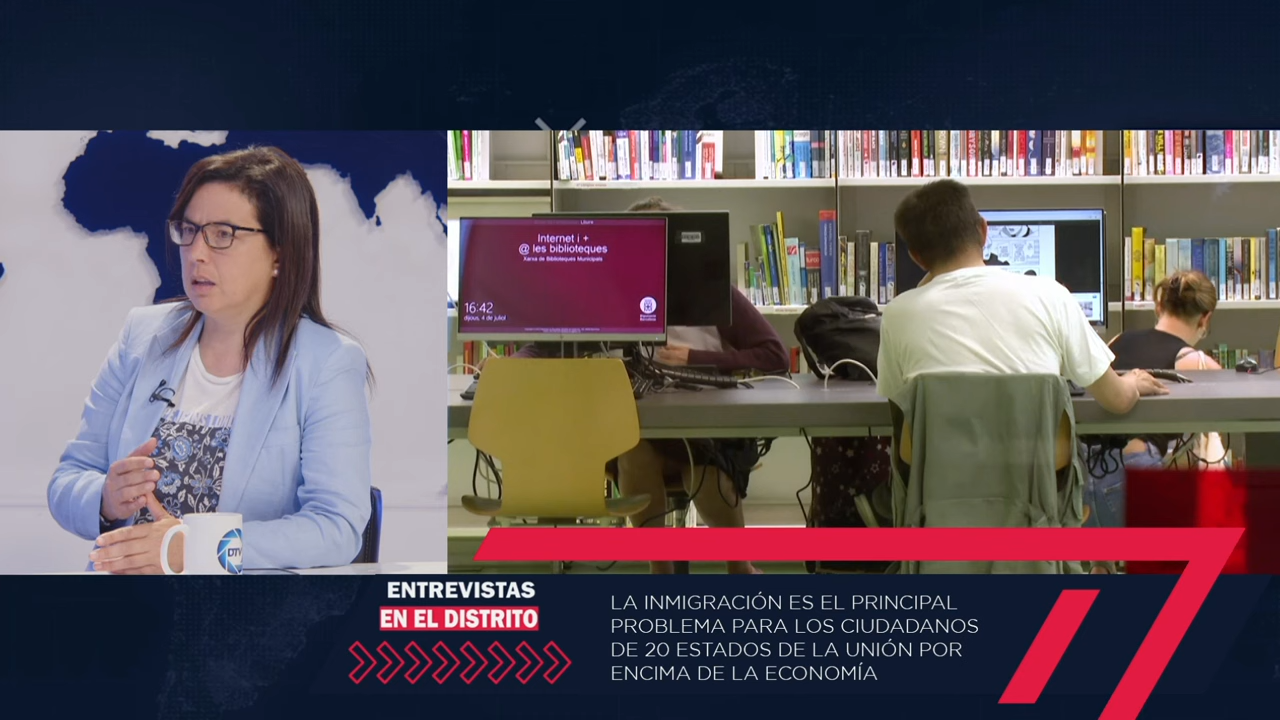 Lliure
Internet i +
@ les biblioteques
Xarxa de Biblioteques Municipals
16:42
dijous, 4 de juliol
DTV
ENTREVISTAS
EN EL DISTRITO
LA INMIGRACIÓN ES EL PRINCIPAL
PROBLEMA PARA LOS CIUDADANOS
DE 20 ESTADOS DE LA UNIÓN POR
ENCIMA DE LA ECONOMÍA